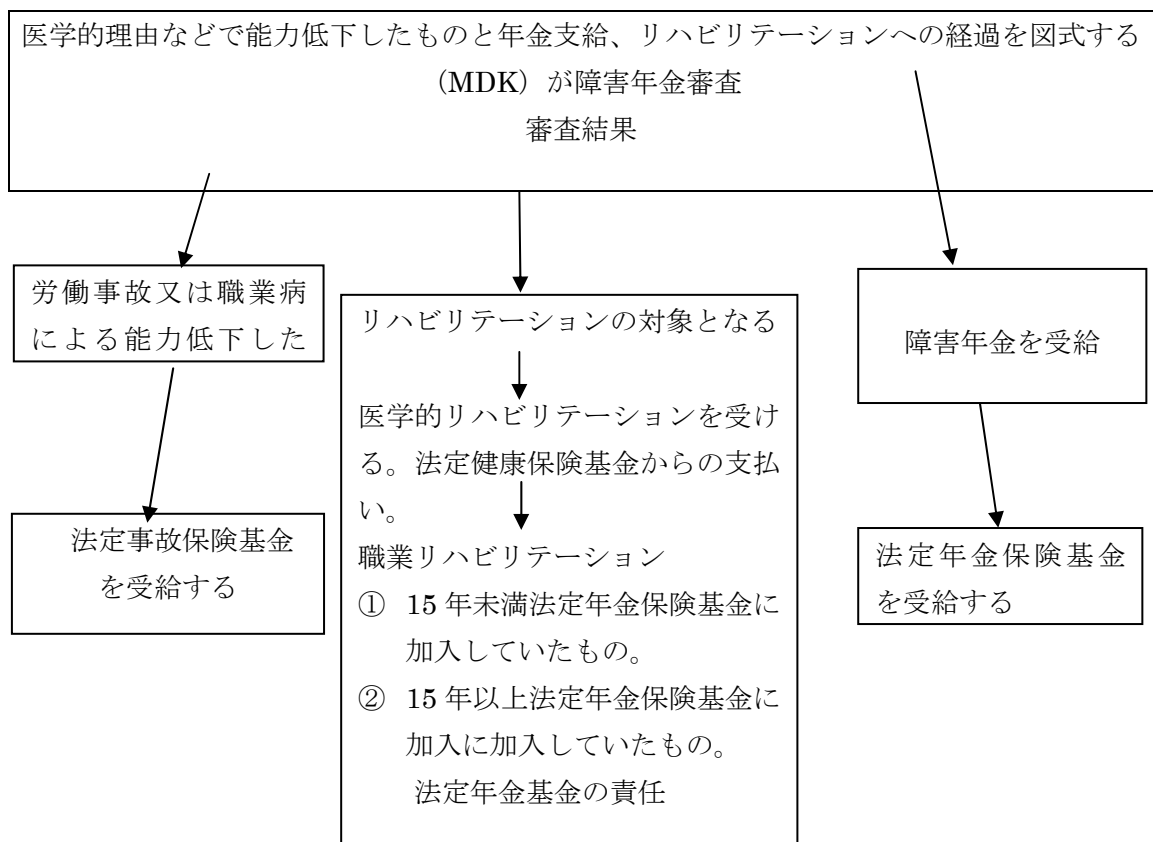 医学的理由などで能力低下したものと年金支給、リハビリテーションへの経過を図式する
（MDK）が障害年金審査
審査結果
労働事故又は職業病
による能力低下した
法定事故保険基金
を受給する
リハビリテーションの対象となる
医学的リハビリテーションを受け
る。法定健康保険基金からの支払
い。
職業リハビリテーション
① 15年未満法定年金保険基金に
加入していたもの。
② 15年以上法定年金保険基金に
加入に加入していたもの。
法定年金基金の責任
障害年金を受給
法定年金保険基金
を受給する